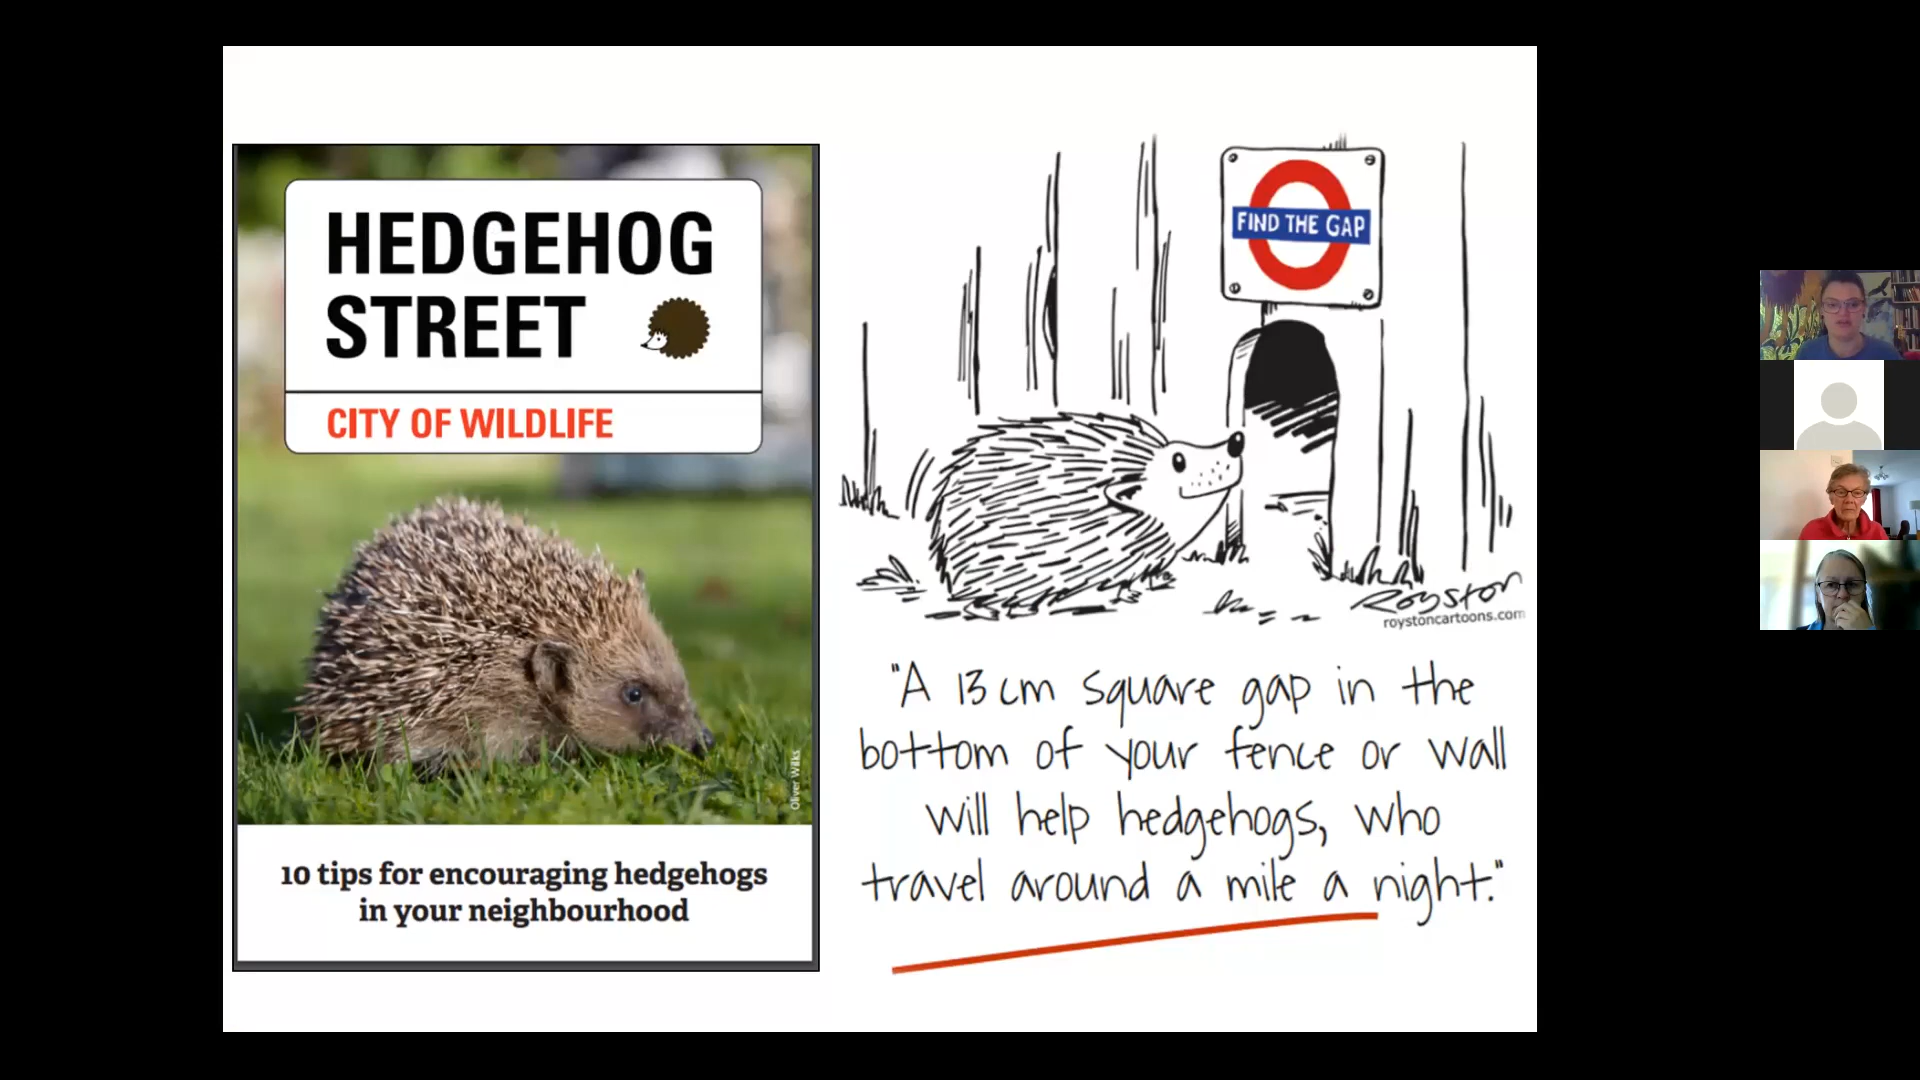 HEDGEHOG
STREET
CITY OF WILDLIFE
Oliver Wilks
10 tips for encouraging hedgehogs
in your neighbourhood
FIND THE GAP
Royston
roystoncartoons.com
"A 13cm square gap in the
bottom of your fence or wall
will help hedgehogs, who
travel around a mile a night."